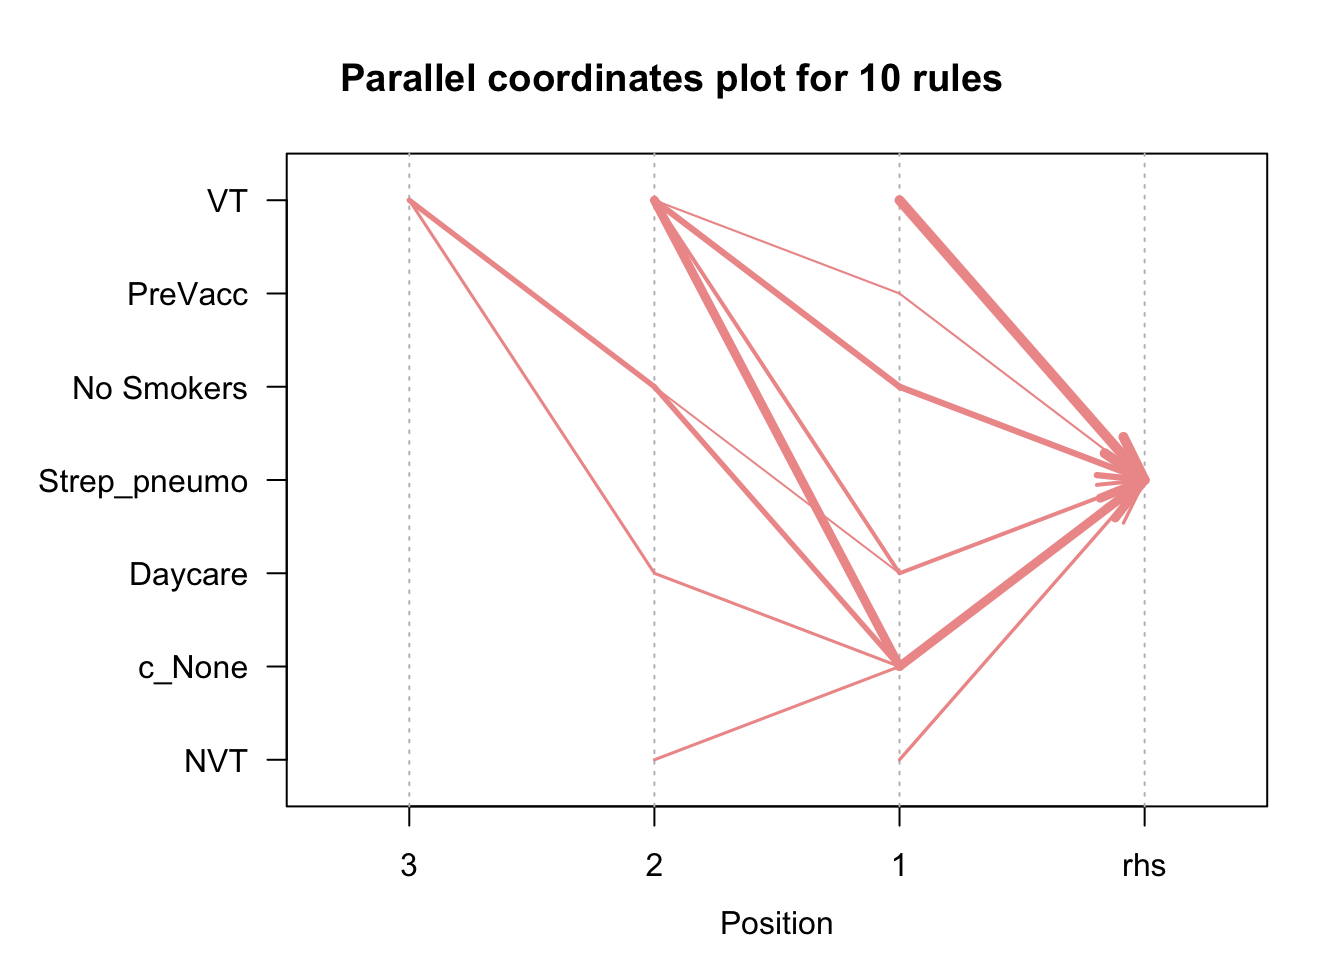 Parallel coordinates plot for 10 rules
VT
PreVacc
No Smokers
Strep_pneumo
Daycare
c_None
NVT
3 2 1 rhs
Position